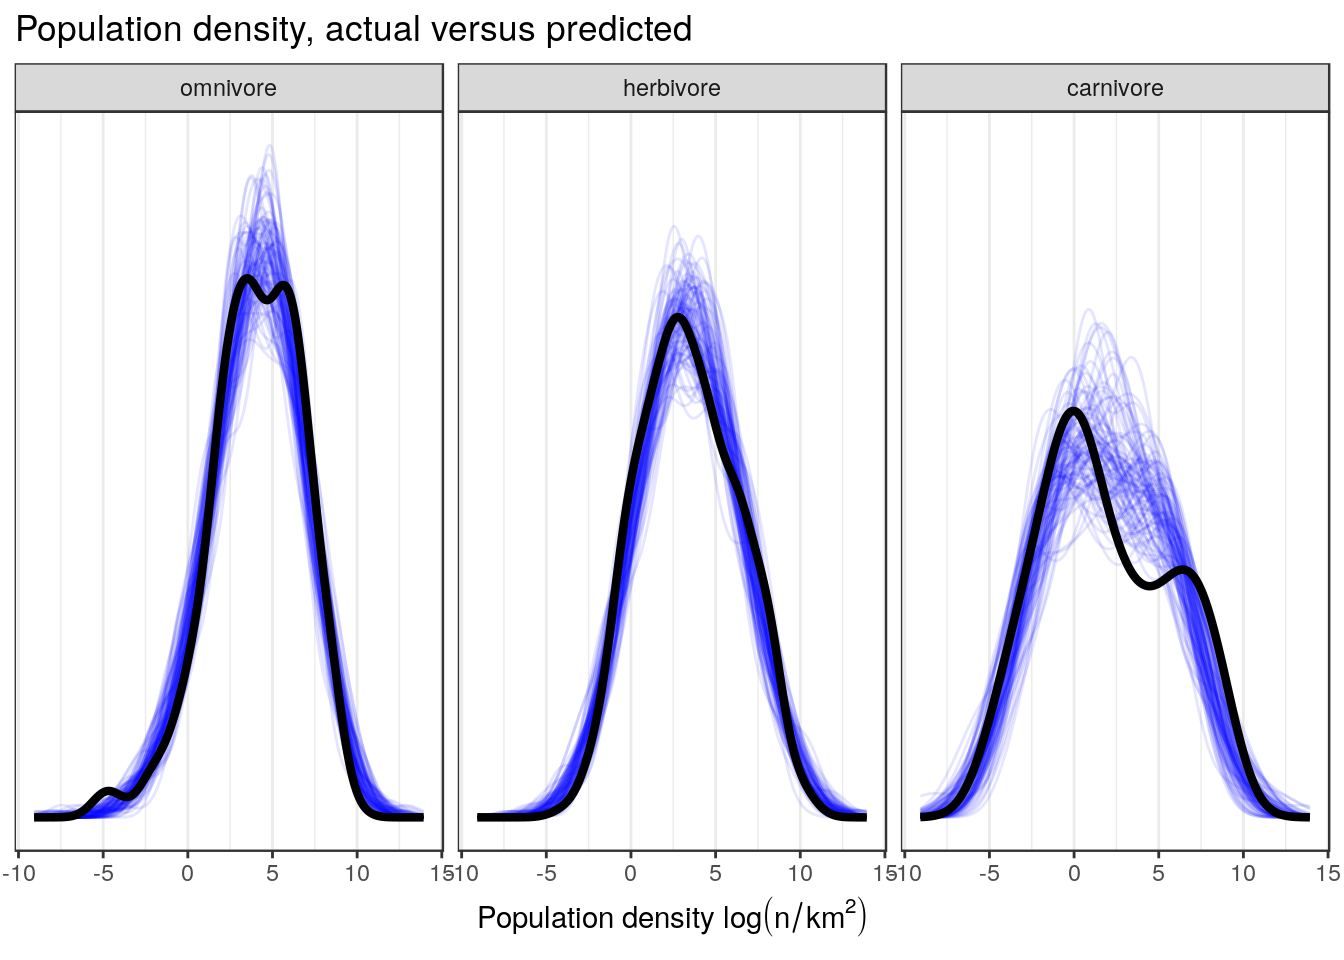 Population density, actual versus predicted
omnivore herbivore carnivore
-10 -5 0 5 10 15 -10 -5 0 5 10 15 -10 -5 0 5 10 15
Population density log(n/km²)